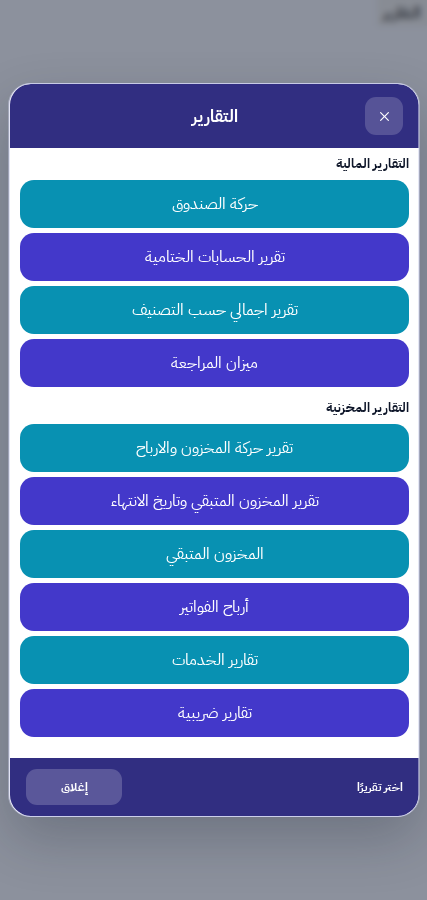 التقارير
التقارير
التقارير المالية
حركة الصندوق
تقرير الحسابات الختامية
تقرير اجمالي حسب التصنيف
ميزان المراجعة
التقارير المخزنية
تقرير حركة المخزون والارباح
تقرير المخزون المتبقي وتاريخ الانتهاء
المخزون المتبقي
أرباح الفواتير
تقارير الخدمات
تقارير ضريبية
اختر تقريرًا
إغلاق